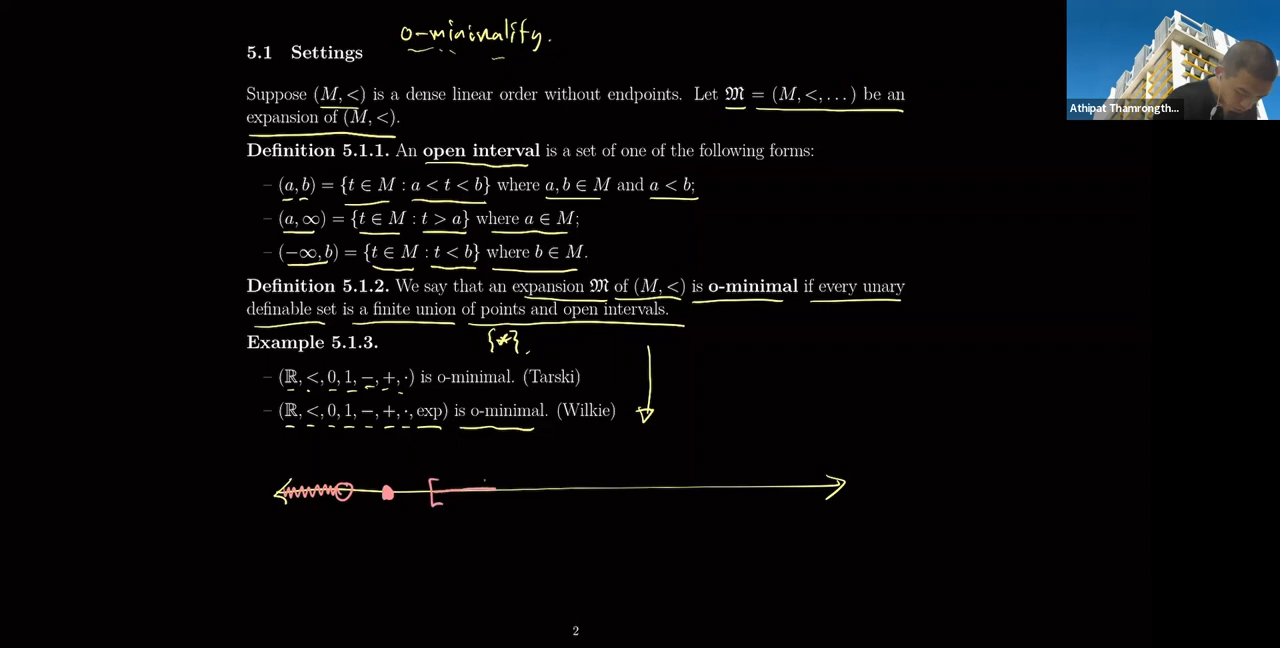 o-minimality.
5.1 Settings
Suppose (M, <) is a dense linear order without endpoints. Let 𝔐 = (M, <, . . . ) be an
expansion of (M, <).
Definition 5.1.1. An open interval is a set of one of the following forms:
– (a, b) = {t ∈ M : a < t < b} where a, b ∈ M and a < b;
– (a, ∞) = {t ∈ M : t > a} where a ∈ M;
– (−∞, b) = {t ∈ M : t < b} where b ∈ M.
Definition 5.1.2. We say that an expansion 𝔐 of (M, <) is o-minimal if every unary
definable set is a finite union of points and open intervals.
Example 5.1.3.
{*}.
– (ℝ, <, 0, 1, −, +, ·) is o-minimal. (Tarski)
– (ℝ, <, 0, 1, −, +, ·, exp) is o-minimal. (Wilkie)
2
Athipat Thamrongth...